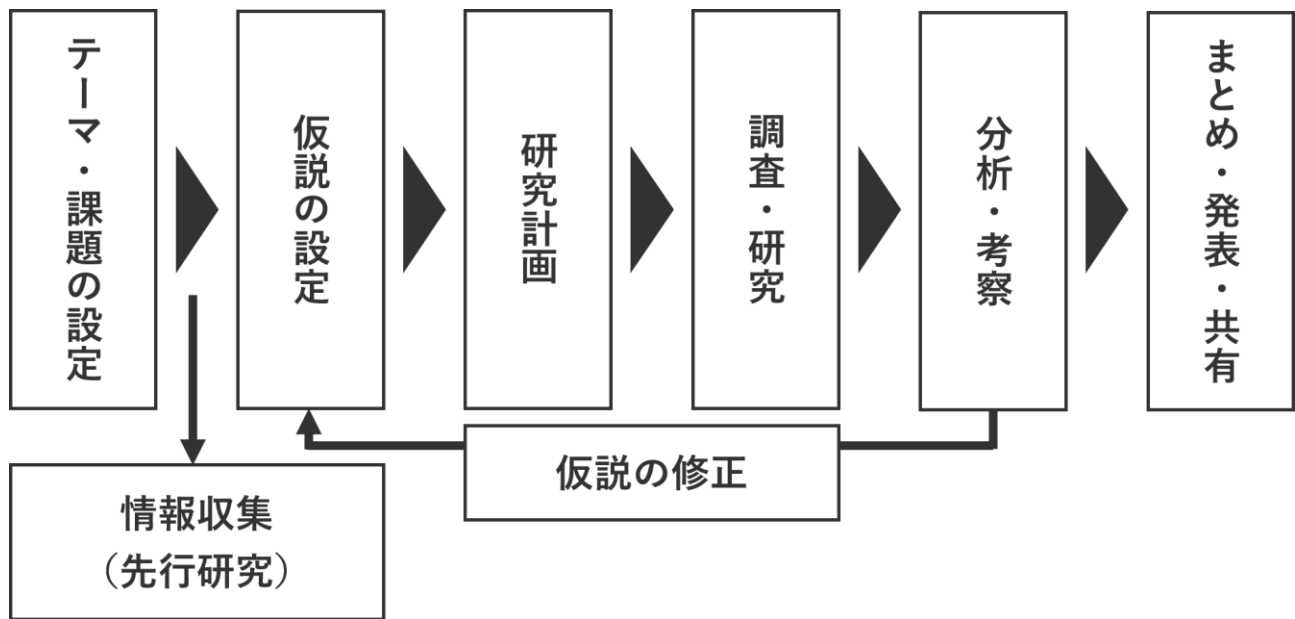 テーマ・課題の設定
仮説の設定
研究計画
調査・研究
分析・考察
まとめ・発表・共有
仮説の修正
情報収集
（先行研究）